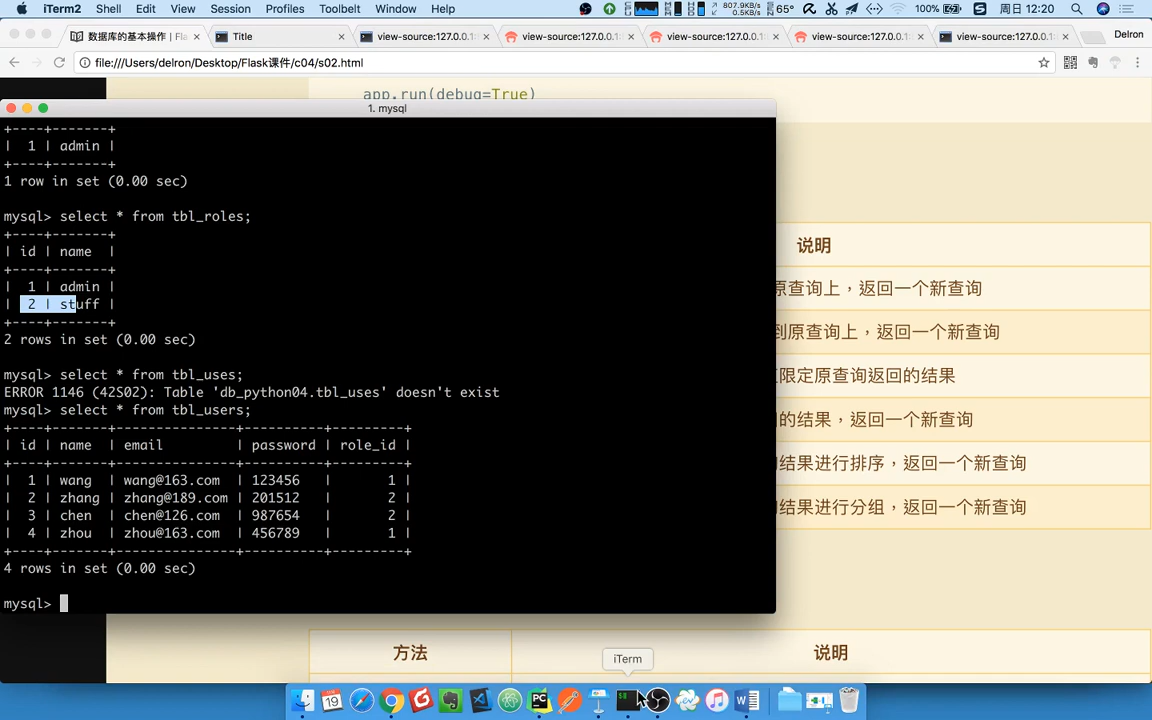 iTerm2 Shell Edit View Session Profiles Toolbelt Window Help 807.9KB/s 0.5KB/s 65° 100% 周日 12:20
数据库的基本操作 | Fla Title view-source:127.0.0.1: view-source:127.0.0.1: view-source:127.0.0.1: view-source:127.0.0.1: view-source:127.0.0.1: Delron
file:///Users/delron/Desktop/Flask课件/c04/s02.html
app.run(debug=True)
1. mysql
+----+-------+
| 1 | admin |
+----+-------+
1 row in set (0.00 sec)
mysql> select * from tbl_roles;
+----+-------+
| id | name |
+----+-------+
| 1 | admin |
| 2 | stuff |
+----+-------+
2 rows in set (0.00 sec)
mysql> select * from tbl_uses;
ERROR 1146 (42S02): Table 'db_python04.tbl_uses' doesn't exist
mysql> select * from tbl_users;
+----+-------+---------------+----------+---------+
| id | name | email | password | role_id |
+----+-------+---------------+----------+---------+
| 1 | wang | wang@163.com | 123456 | 1 |
| 2 | zhang | zhang@189.com | 201512 | 2 |
| 3 | chen | chen@126.com | 987654 | 2 |
| 4 | zhou | zhou@163.com | 456789 | 1 |
+----+-------+---------------+----------+---------+
4 rows in set (0.00 sec)
mysql>
说明
原查询上，返回一个新查询
到原查询上，返回一个新查询
限定原查询返回的结果
的结果，返回一个新查询
结果进行排序，返回一个新查询
结果进行分组，返回一个新查询
方法 说明
iTerm